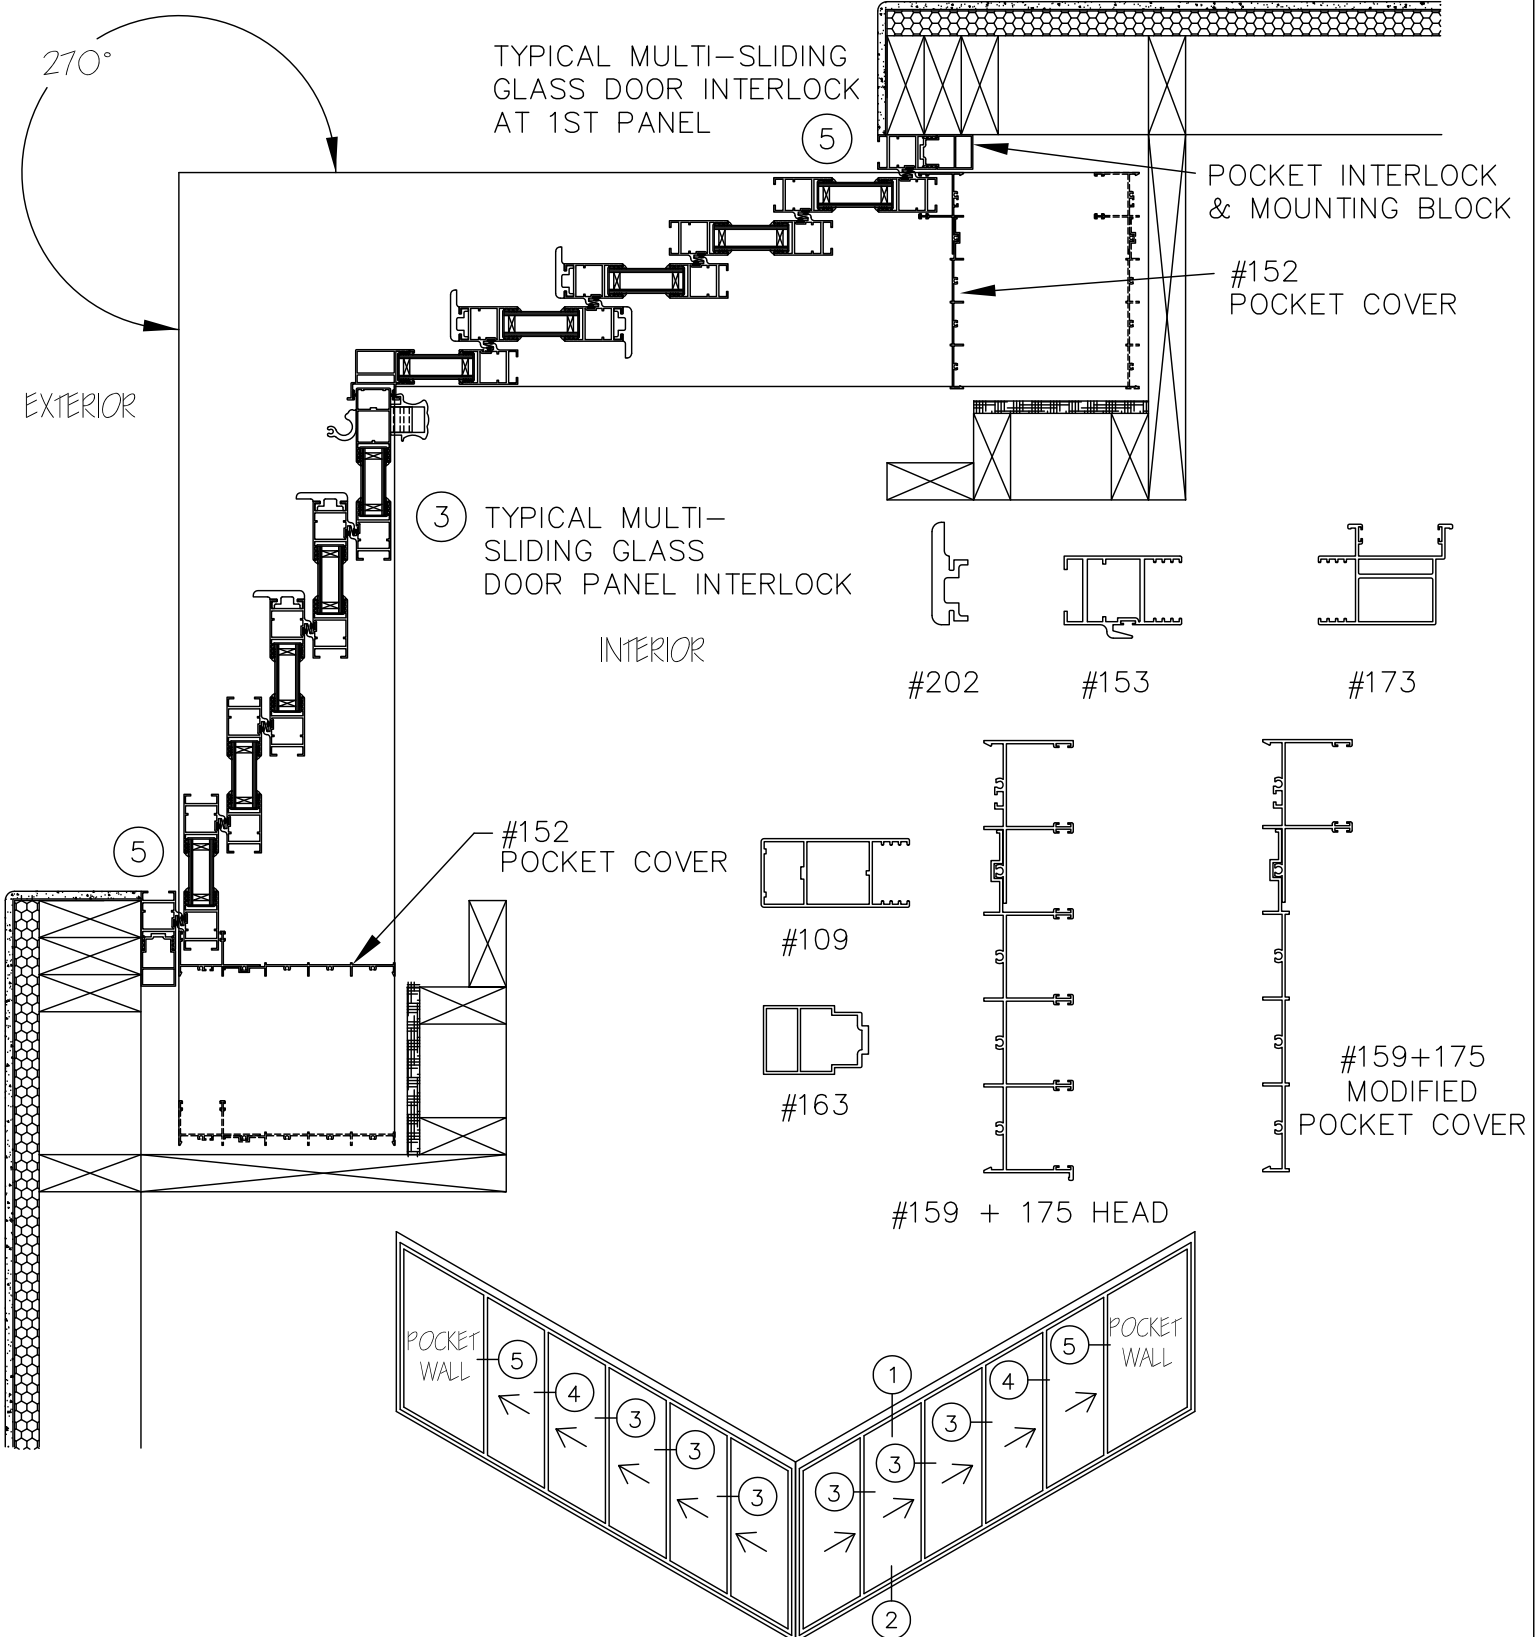 270°
TYPICAL MULTI-SLIDING
GLASS DOOR INTERLOCK
AT 1ST PANEL
5
POCKET INTERLOCK
& MOUNTING BLOCK
#152
POCKET COVER
EXTERIOR
3
TYPICAL MULTI-
SLIDING GLASS
DOOR PANEL INTERLOCK
INTERIOR
#202
#153
#173
5
#152
POCKET COVER
#109
#163
#159+175
MODIFIED
POCKET COVER
#159 + 175 HEAD
POCKET
WALL
5
4
3
3
3
1
2
3
3
3
4
5
POCKET
WALL